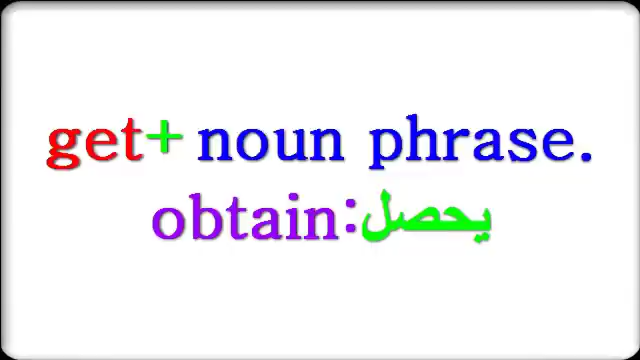 get+ noun phrase.
obtain:يحصل